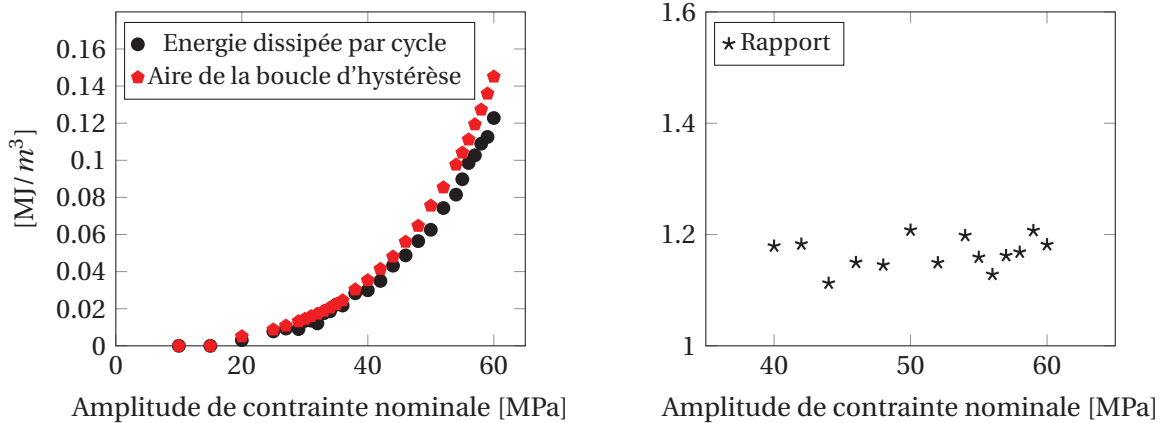 0.16
0.14
0.12
0.1
0.08
0.06
0.04
0.02
0
[MJ/m³]
Energie dissipée par cycle
Aire de la boucle d'hystérèse
0 20 40 60
Amplitude de contrainte nominale [MPa]
1.6
1.4
1.2
1
Rapport
40 50 60
Amplitude de contrainte nominale [MPa]